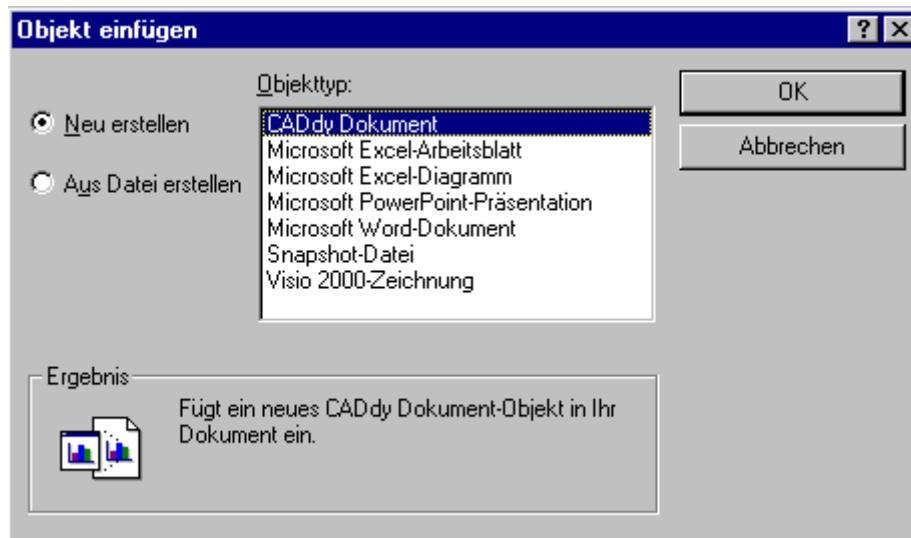 Objekt einfügen
Neu erstellen
Aus Datei erstellen
Objekttyp:
CADdy Dokument
Microsoft Excel-Arbeitsblatt
Microsoft Excel-Diagramm
Microsoft PowerPoint-Präsentation
Microsoft Word-Dokument
Snapshot-Datei
Visio 2000-Zeichnung
OK
Abbrechen
Ergebnis
Fügt ein neues CADdy Dokument-Objekt in Ihr
Dokument ein.